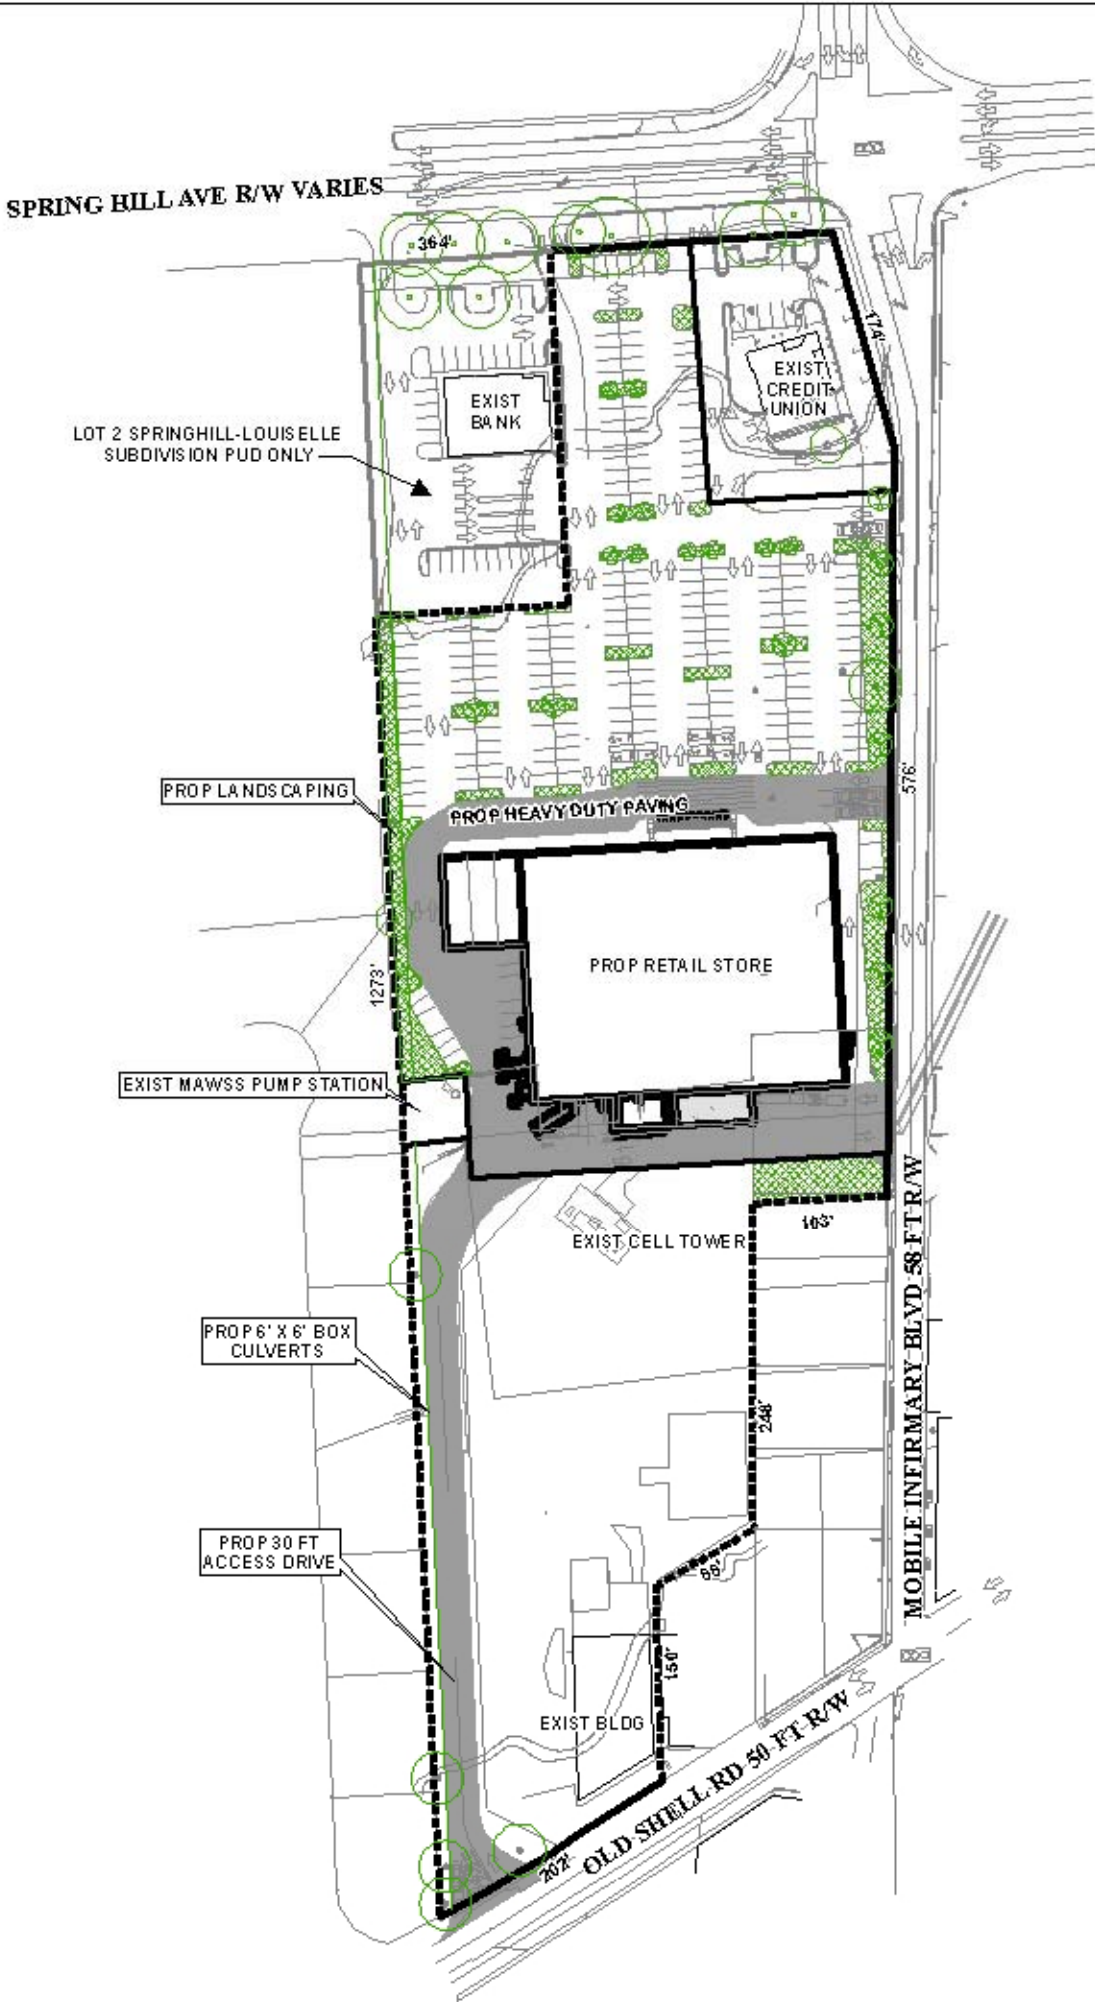 SPRING HILL AVE R/W VARIES
364'
174'
EXIST
CREDIT
UNION
EXIST
BANK
LOT 2 SPRINGHILL-LOUISELLE
SUBDIVISION PUD ONLY
576'
PROP LANDSCAPING
PROP HEAVY DUTY PAVING
PROP RETAIL STORE
1273'
EXIST MAWSS PUMP STATION
103'
EXIST CELL TOWER
MOBILE INFIRMARY BLVD 58 FT R/W
PROP 6' X 6' BOX
CULVERTS
248'
PROP 30 FT
ACCESS DRIVE
150'
EXIST BLDG
OLD SHELL RD 50 FT R/W
202'